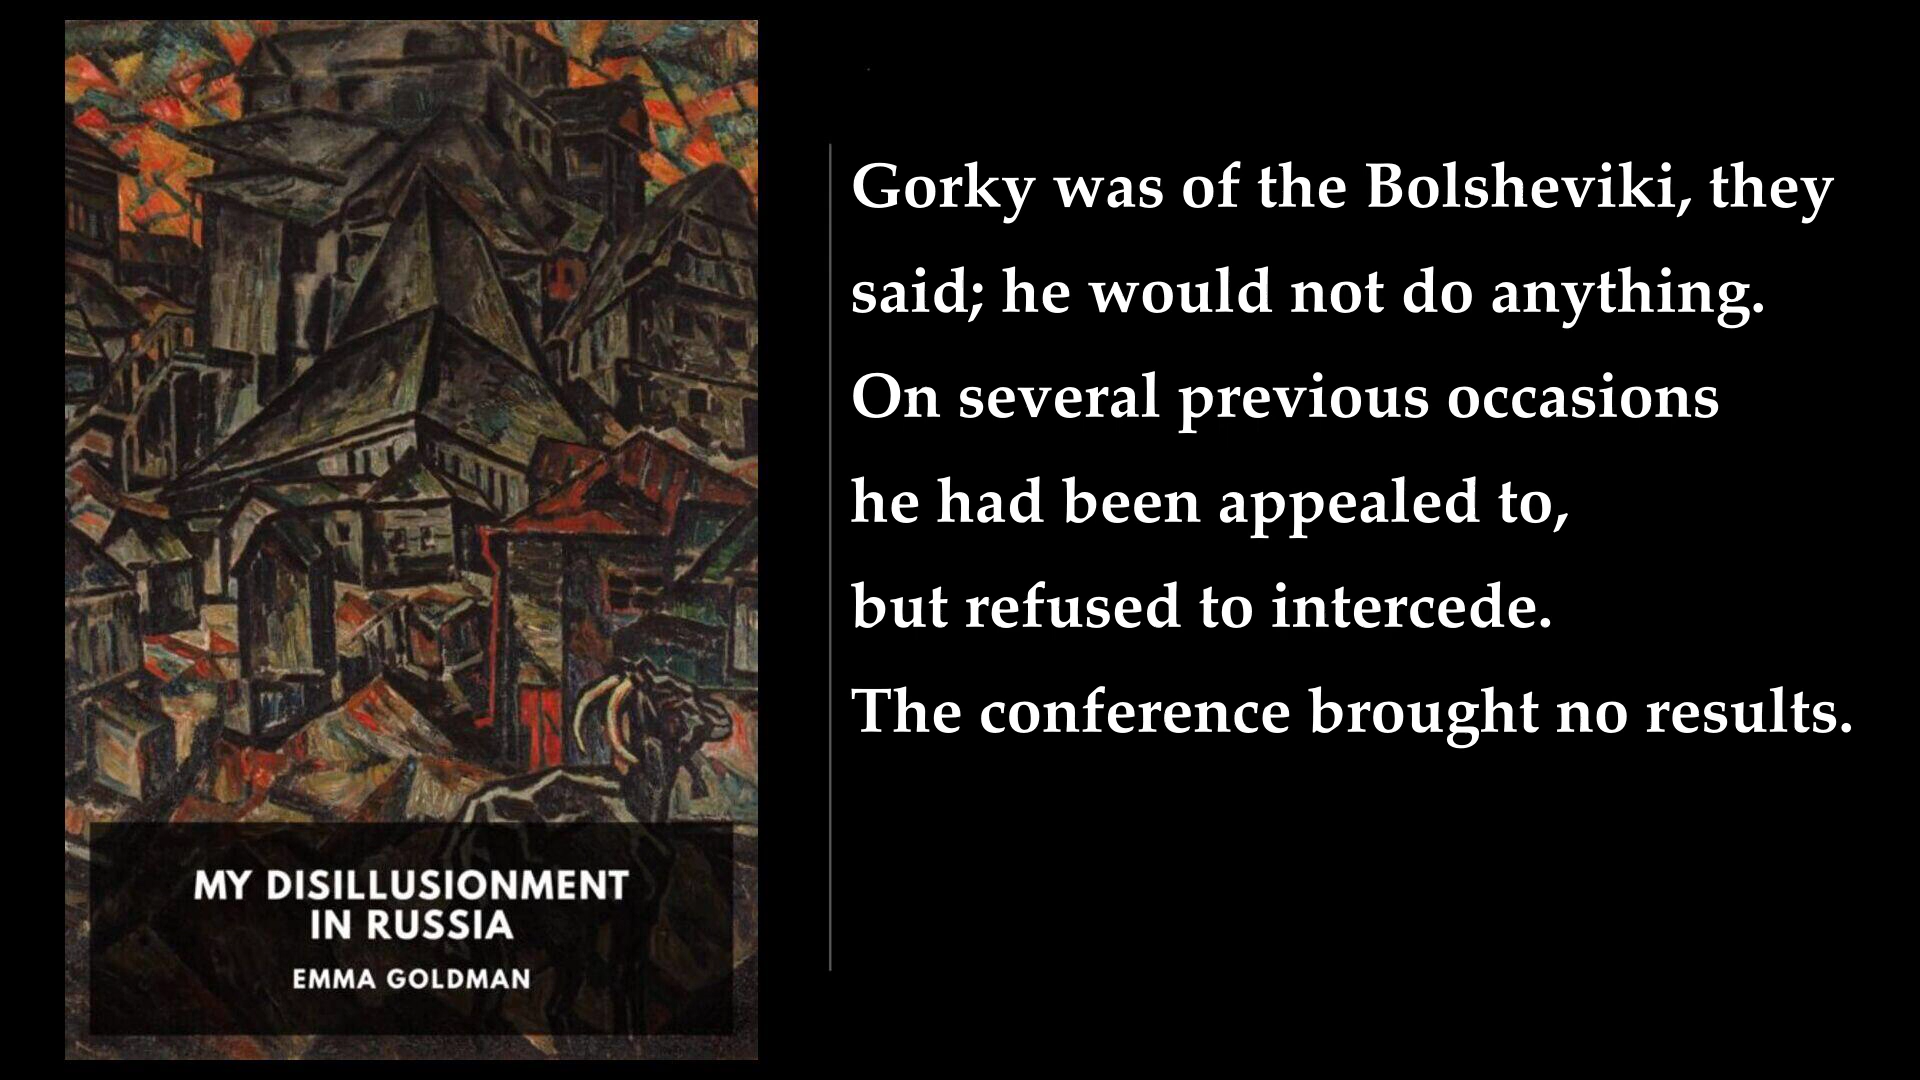 MY DISILLUSIONMENT
IN RUSSIA
EMMA GOLDMAN
Gorky was of the Bolsheviki, they
said; he would not do anything.
On several previous occasions
he had been appealed to,
but refused to intercede.
The conference brought no results.